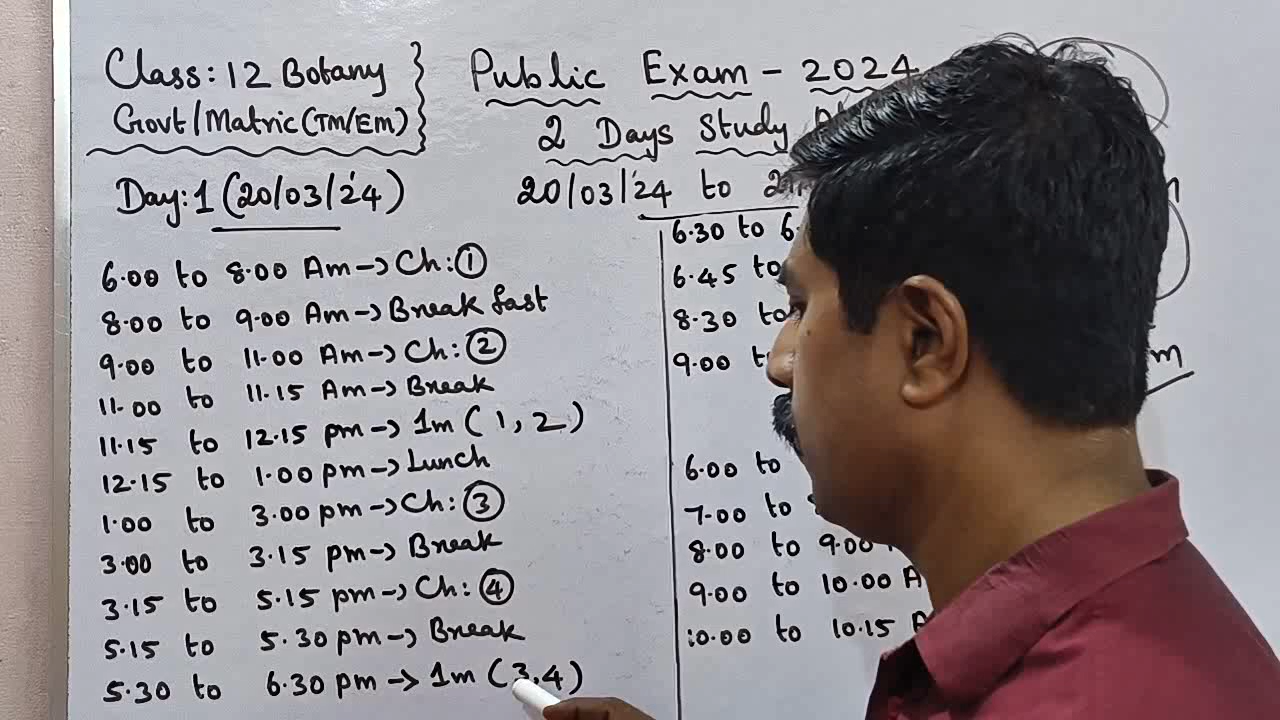 Class: 12 Botany
Govt/Matric(TM/EM)
Public Exam - 2024
2 Days Study
Day: 1 (20/03/'24)
20/03/'24 to
6.00 to 8.00 Am → Ch: ①
8.00 to 9.00 Am → Break fast
9.00 to 11.00 Am → Ch: ②
11.00 to 11.15 Am → Break
11.15 to 12.15 pm → 1m (1, 2)
12.15 to 1.00 pm → Lunch
1.00 to 3.00 pm → Ch: ③
3.00 to 3.15 pm → Break
3.15 to 5.15 pm → Ch: ④
5.15 to 5.30 pm → Break
5.30 to 6.30 pm → 1m (3,4)
6.30 to
6.45 to
8.30 to
9.00 to
6.00 to
7.00 to
8.00 to 9.00
9.00 to 10.00 A
10.00 to 10.15 A